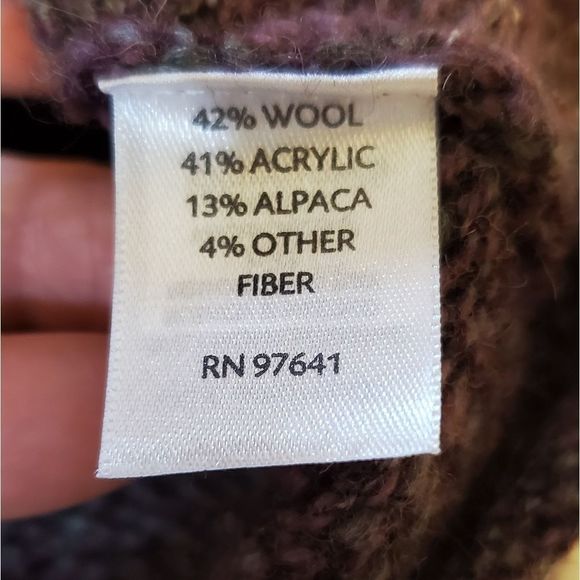 42% WOOL
41% ACRYLIC
13% ALPACA
4% OTHER
FIBER
RN 97641